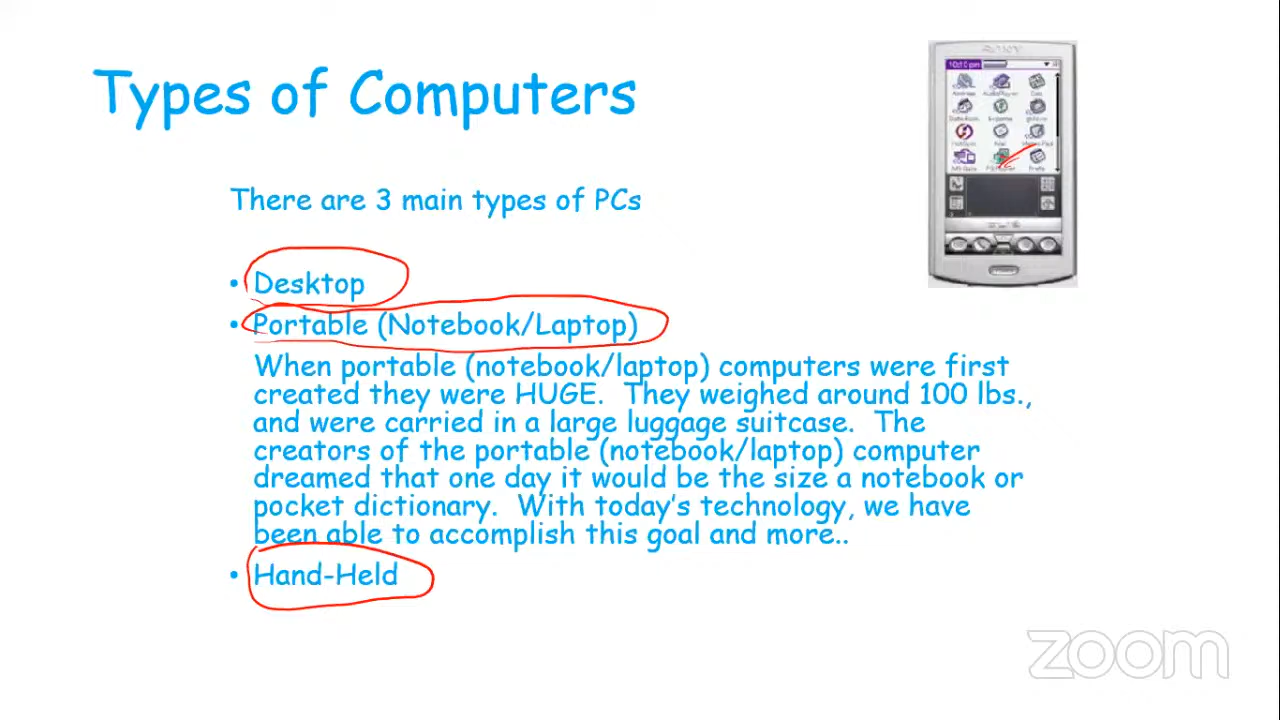 Types of Computers
There are 3 main types of PCs
• Desktop
• Portable (Notebook/Laptop)
When portable (notebook/laptop) computers were first
created they were HUGE.  They weighed around 100 lbs.,
and were carried in a large luggage suitcase.  The
creators of the portable (notebook/laptop) computer
dreamed that one day it would be the size a notebook or
pocket dictionary.  With today's technology, we have
been able to accomplish this goal and more..
• Hand-Held
SONY
Address
zoom